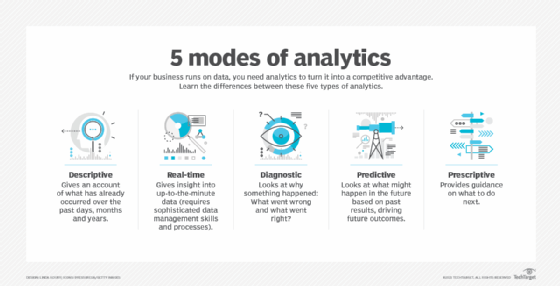 5 modes of analytics
If your business runs on data, you need analytics to turn it into a competitive advantage.
Learn the differences between these five types of analytics.
Descriptive
Gives an account
of what has already
occurred over the
past days, months
and years.
Real-time
Gives insight into
up-to-the-minute
data (requires
sophisticated data
management skills
and processes).
Diagnostic
Looks at why
something happened:
What went wrong
and what went
right?
Predictive
Looks at what might
happen in the future
based on past
results, driving
future outcomes.
Prescriptive
Provides guidance
on what to do
next.
TechTarget